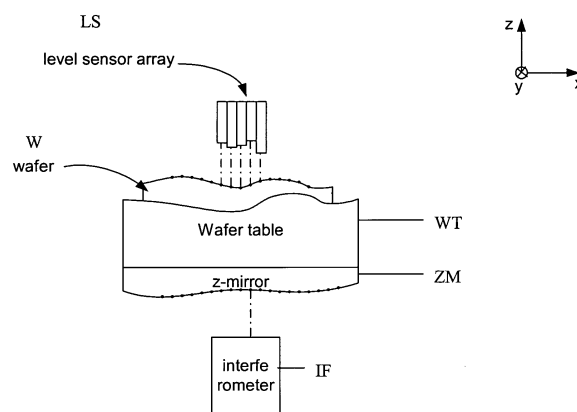 LS
level sensor array
z
x
y
W
wafer
Wafer table
WT
z-mirror
ZM
interfe
rometer
IF